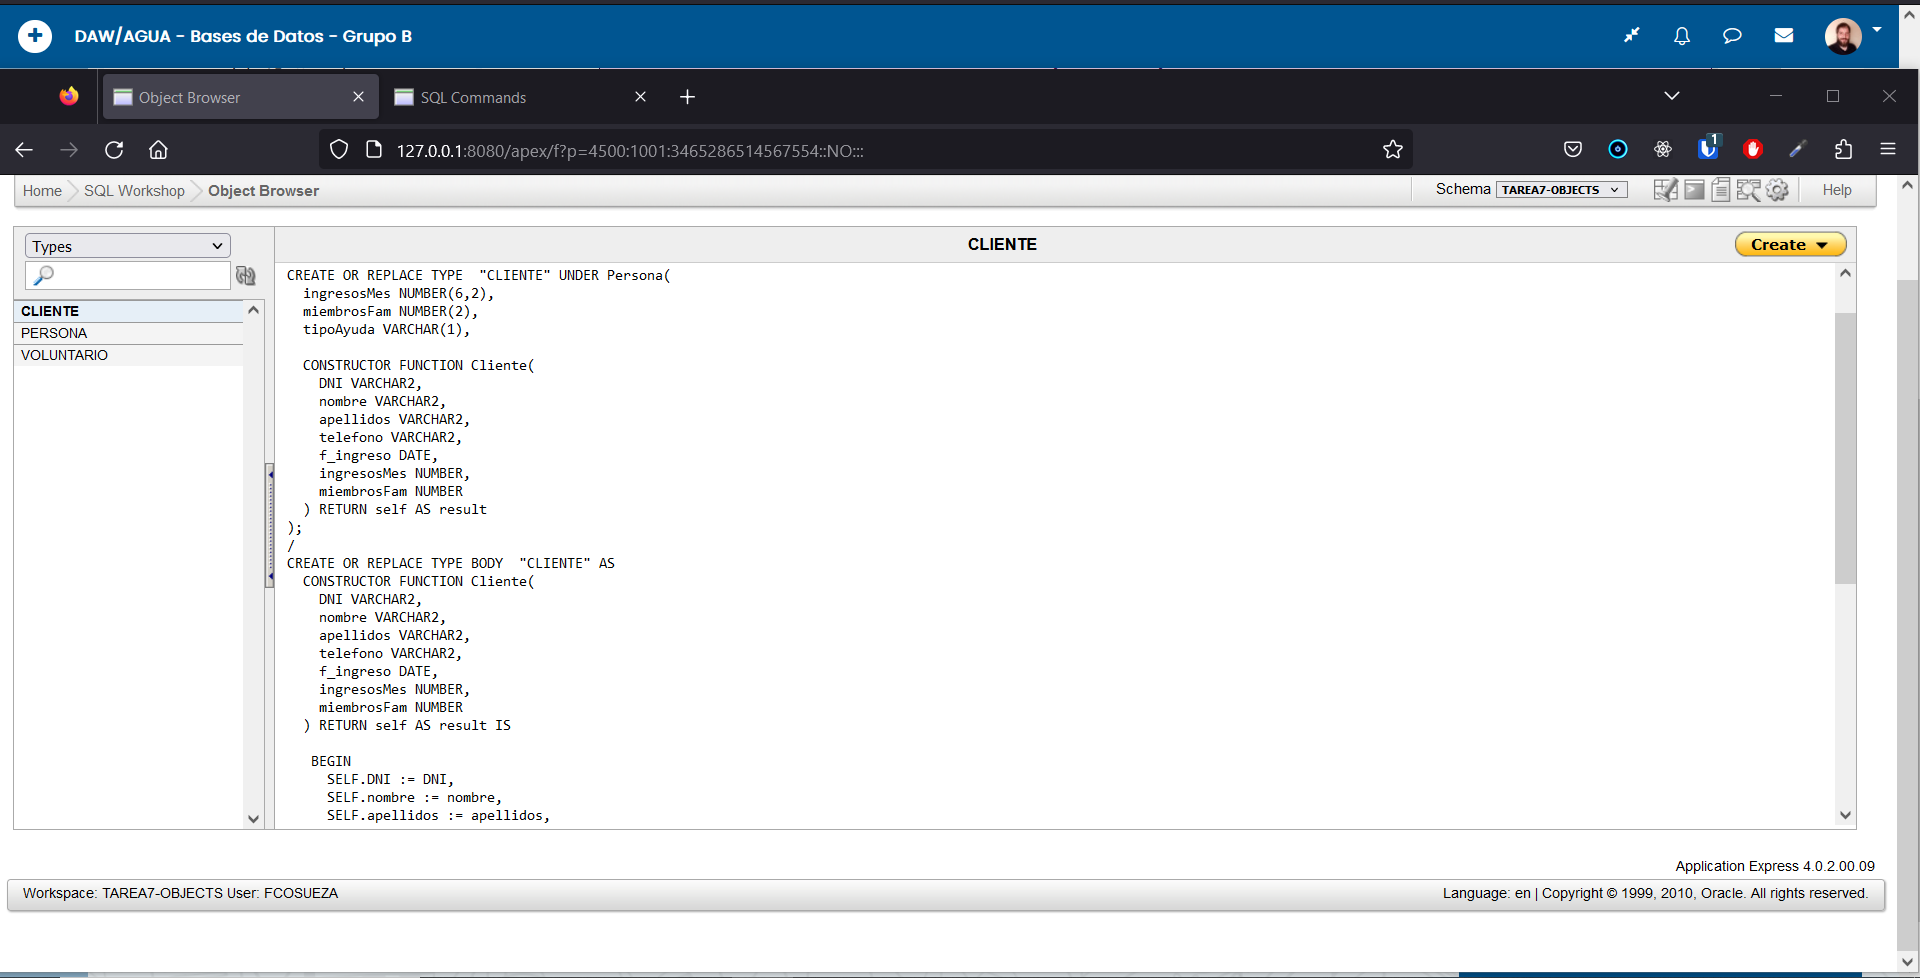 DAW/AGUA - Bases de Datos - Grupo B
Object Browser
SQL Commands
127.0.0.1:8080/apex/f?p=4500:1001:3465286514567554::NO:::
1
Home
SQL Workshop
Object Browser
Schema
TAREA7-OBJECTS
Help
Types
CLIENTE
PERSONA
VOLUNTARIO
CLIENTE
Create
CREATE OR REPLACE TYPE  "CLIENTE" UNDER Persona(
ingresosMes NUMBER(6,2),
miembrosFam NUMBER(2),
tipoAyuda VARCHAR(1),
CONSTRUCTOR FUNCTION Cliente(
DNI VARCHAR2,
nombre VARCHAR2,
apellidos VARCHAR2,
telefono VARCHAR2,
f_ingreso DATE,
ingresosMes NUMBER,
miembrosFam NUMBER
) RETURN self AS result
);
/
CREATE OR REPLACE TYPE BODY  "CLIENTE" AS
CONSTRUCTOR FUNCTION Cliente(
DNI VARCHAR2,
nombre VARCHAR2,
apellidos VARCHAR2,
telefono VARCHAR2,
f_ingreso DATE,
ingresosMes NUMBER,
miembrosFam NUMBER
) RETURN self AS result IS
BEGIN
SELF.DNI := DNI,
SELF.nombre := nombre,
SELF.apellidos := apellidos,
Application Express 4.0.2.00.09
Workspace: TAREA7-OBJECTS User: FCOSUEZA
Language: en | Copyright © 1999, 2010, Oracle. All rights reserved.